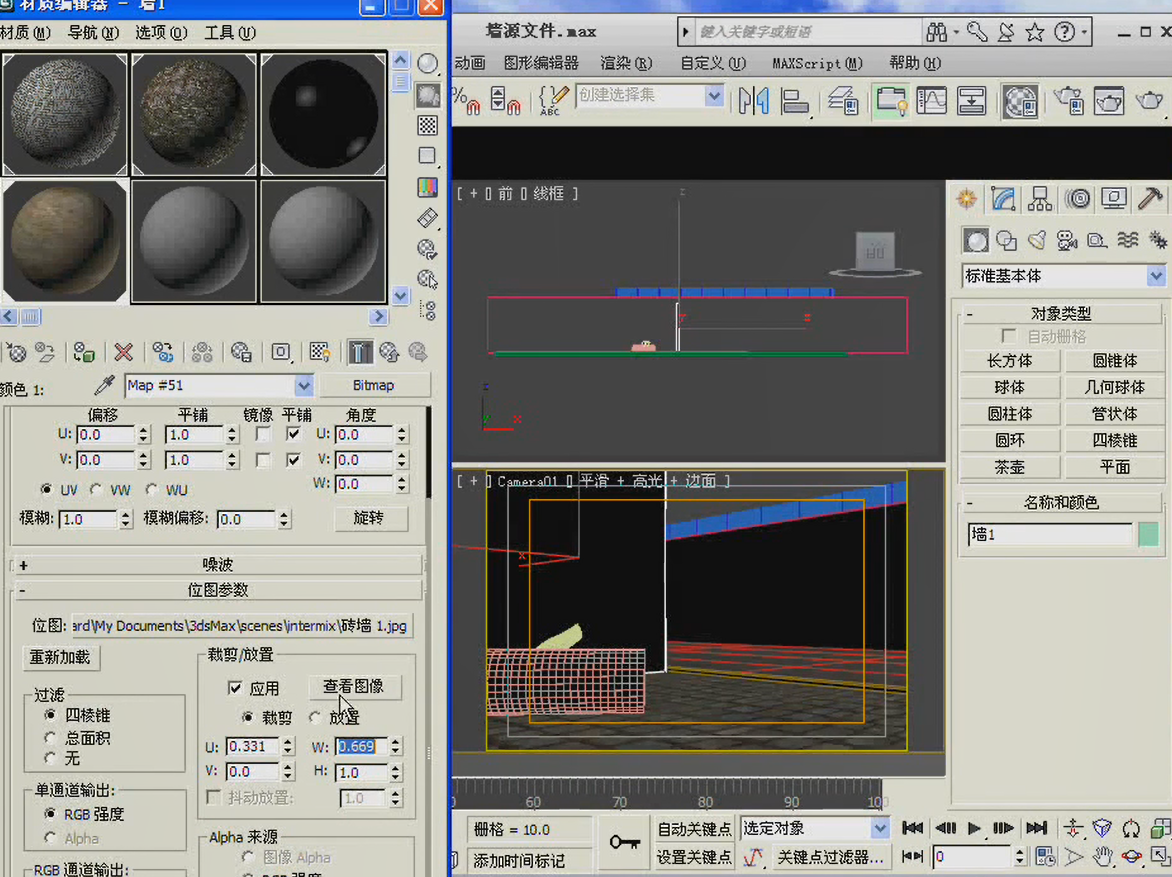 材质编辑器 - 墙1
材质(M) 导航(N) 选项(O) 工具(U)
颜色 1:
Map #51
Bitmap
偏移 平铺 镜像 平铺 角度
U: 0.0 1.0 U: 0.0
V: 0.0 1.0 V: 0.0
W: 0.0
UV VW WU
模糊: 1.0 模糊偏移: 0.0 旋转
+ 噪波
- 位图参数
位图: ard\My Documents\3dsMax\scenes\intermix\砖墙 1.jpg
重新加载
裁剪/放置
应用 查看图像
裁剪 放置
U: 0.331 W: 0.669
V: 0.0 H: 1.0
抖动放置: 1.0
过滤
四棱锥
总面积
无
单通道输出:
RGB 强度
Alpha
RGB 通道输出:
Alpha 来源
图像 Alpha
RGB 强度
墙源文件.max
键入关键字或短语
动画 图形编辑器 渲染(R) 自定义(U) MAXScript(M) 帮助(H)
%
ABC
创建选择集
[ + [] 前 [] 线框 ]
z
x
z
y
x
前
[ + ] Camera01 [] 平滑 + 高光 + 边面 ]
x
标准基本体
- 对象类型
自动栅格
长方体 圆锥体
球体 几何球体
圆柱体 管状体
圆环 四棱锥
茶壶 平面
- 名称和颜色
墙1
60 70 80 90 100
栅格 = 10.0
添加时间标记
自动关键点 选定对象
设置关键点 关键点过滤器...
0